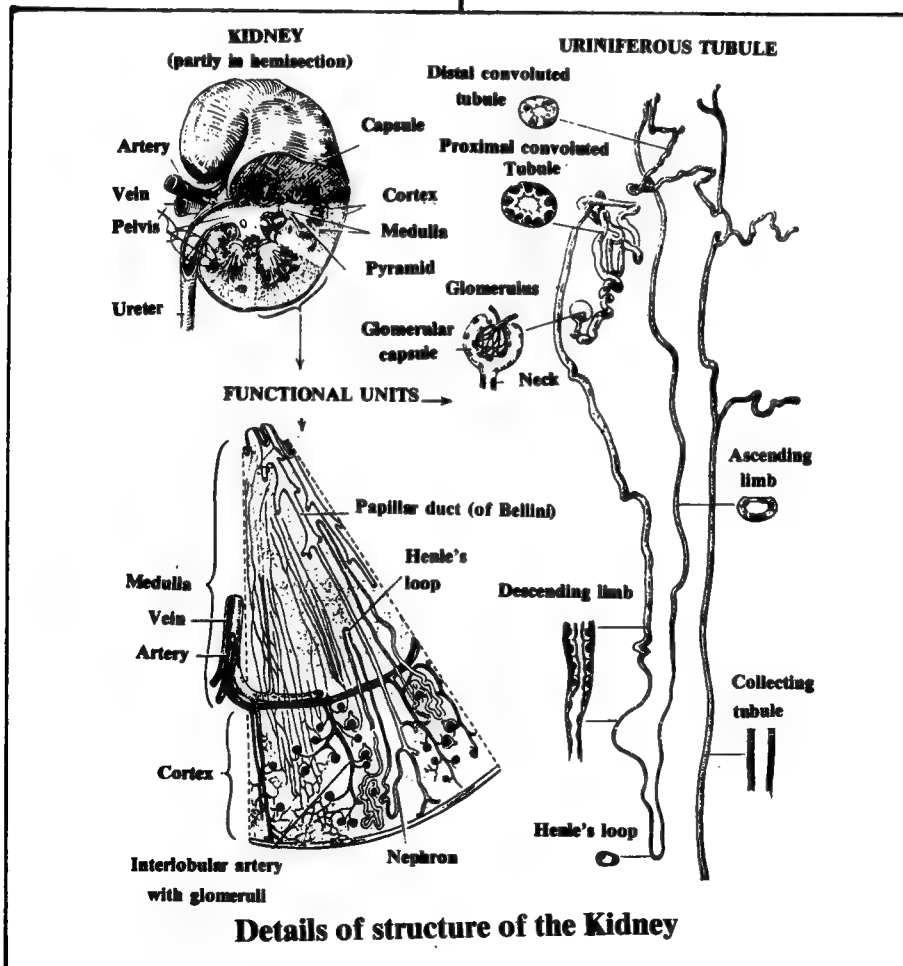 KIDNEY
(partly in hemisection)
Artery
Vein
Pelvis
Ureter
Capsule
Cortex
Medulla
Pyramid
FUNCTIONAL UNITS
Medulla
Vein
Artery
Cortex
Papillar duct (of Bellini)
Henle's
loop
Nephron
Interlobular artery
with glomeruli
URINIFEROUS TUBULE
Distal convoluted
tubule
Proximal convoluted
Tubule
Glomerulus
Glomerular
capsule
Neck
Ascending
limb
Descending limb
Collecting
tubule
Henle's loop
Details of structure of the Kidney